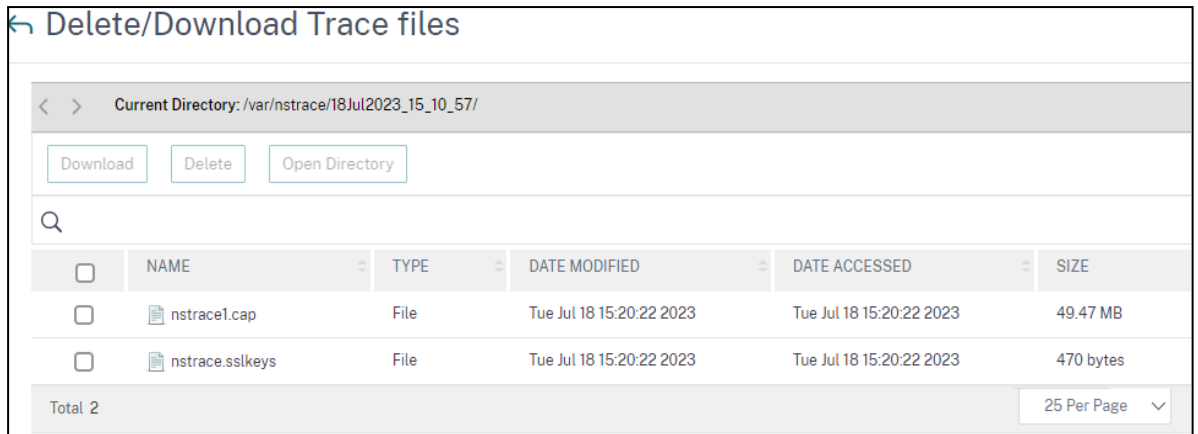 Delete/Download Trace files
Current Directory: /var/nstrace/18Jul2023_15_10_57/
Download Delete Open Directory
NAME TYPE DATE MODIFIED DATE ACCESSED SIZE
nstrace1.cap File Tue Jul 18 15:20:22 2023 Tue Jul 18 15:20:22 2023 49.47 MB
nstrace.sslkeys File Tue Jul 18 15:20:22 2023 Tue Jul 18 15:20:22 2023 470 bytes
Total 2 25 Per Page